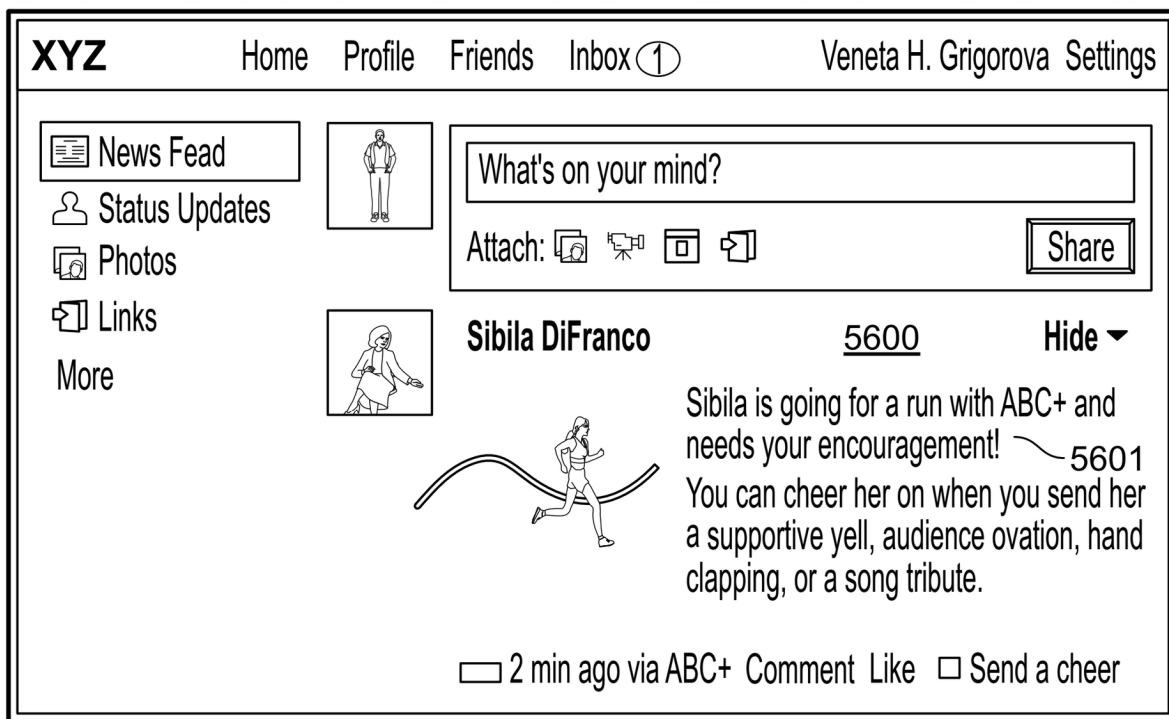 XYZ Home Profile Friends Inbox 1 Veneta H. Grigorova Settings
News Fead
Status Updates
Photos
Links
More
What's on your mind?
Attach: Share
Sibila DiFranco 5600 Hide
Sibila is going for a run with ABC+ and
needs your encouragement! 5601
You can cheer her on when you send her
a supportive yell, audience ovation, hand
clapping, or a song tribute.
2 min ago via ABC+ Comment Like Send a cheer